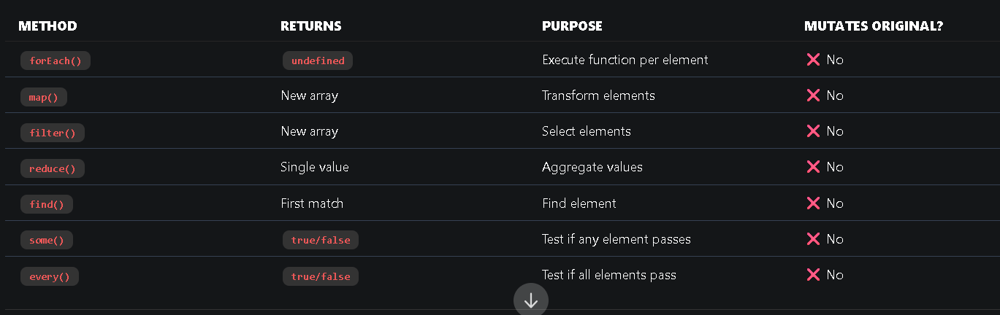 METHOD RETURNS PURPOSE MUTATES ORIGINAL?
forEach() undefined Execute function per element ❌ No
map() New array Transform elements ❌ No
filter() New array Select elements ❌ No
reduce() Single value Aggregate values ❌ No
find() First match Find element ❌ No
some() true/false Test if any element passes ❌ No
every() true/false Test if all elements pass ❌ No